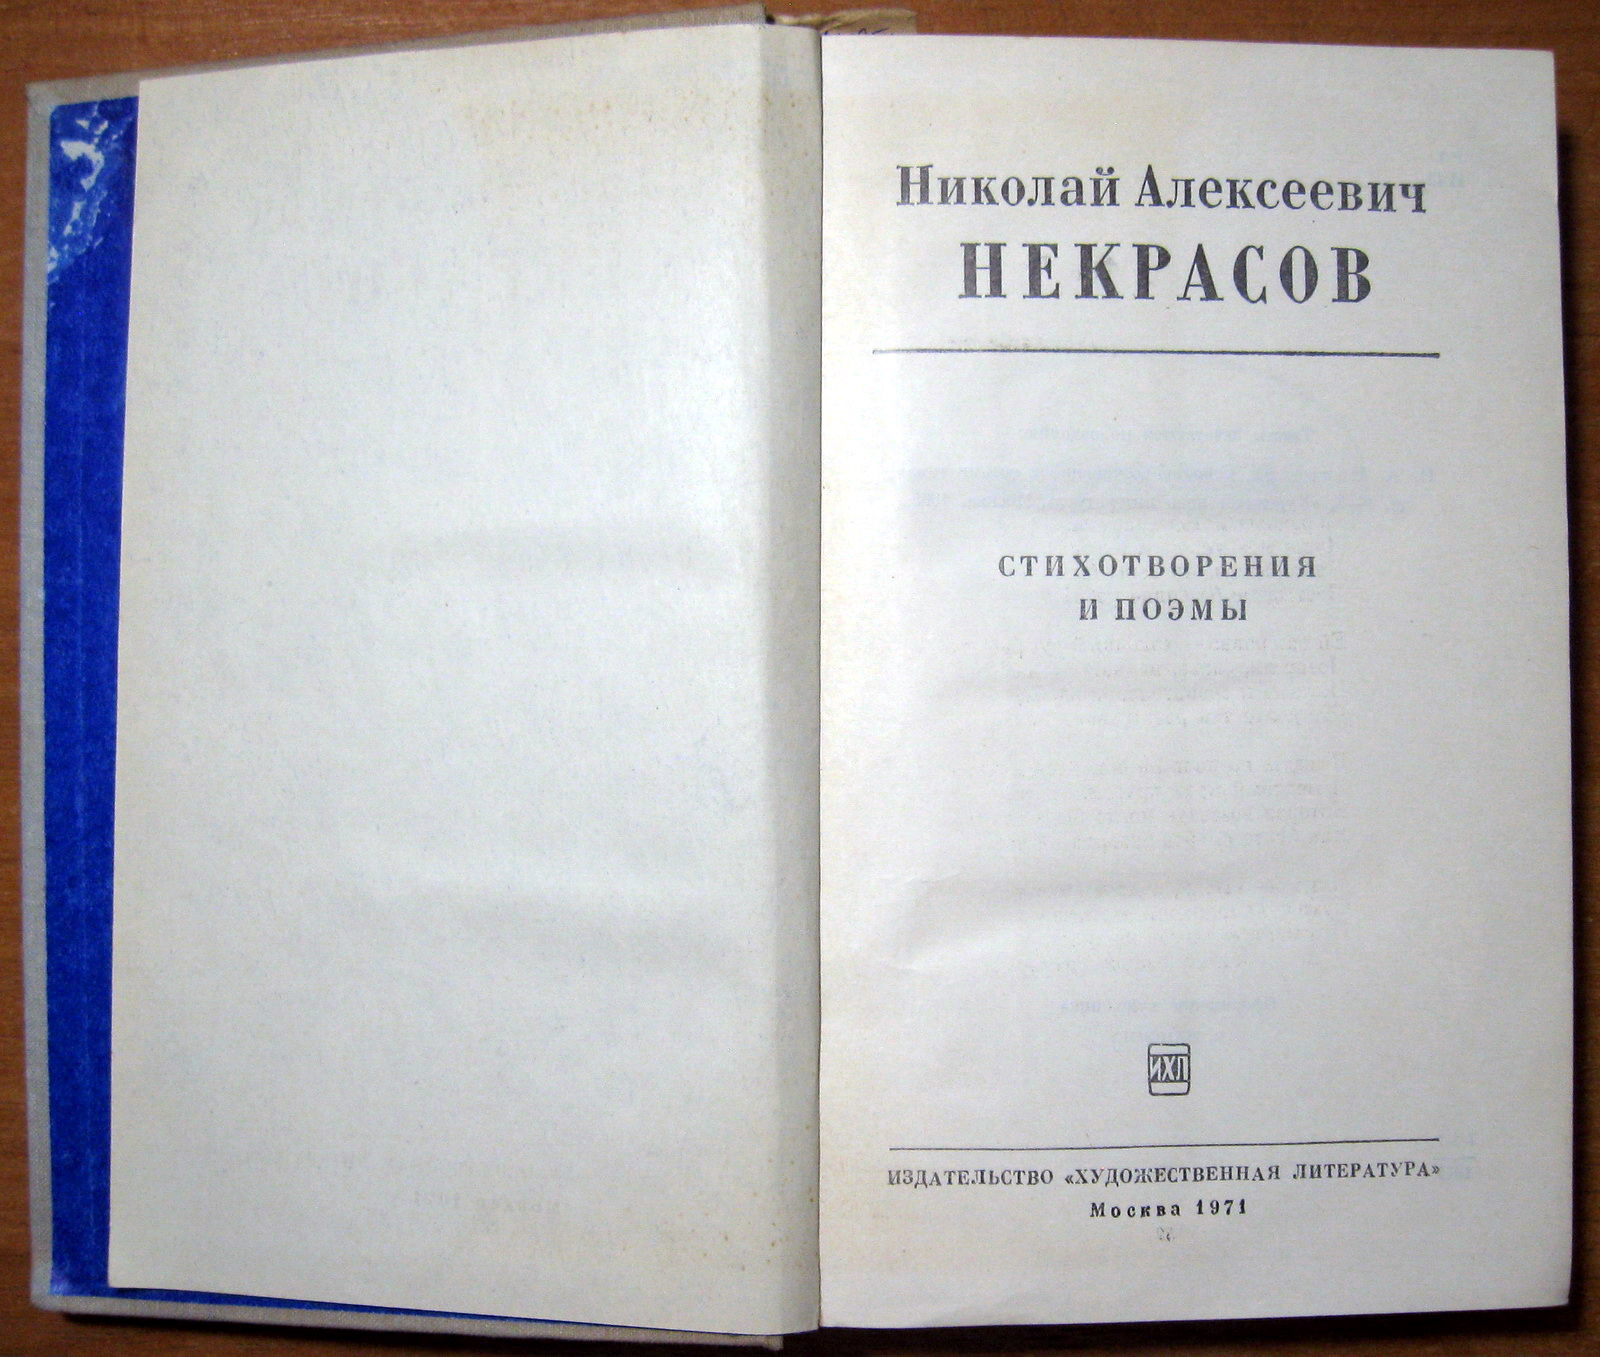 Николай Алексеевич
НЕКРАСОВ
СТИХОТВОРЕНИЯ
И ПОЭМЫ
ИХЛ
ИЗДАТЕЛЬСТВО «ХУДОЖЕСТВЕННАЯ ЛИТЕРАТУРА»
Москва 1971